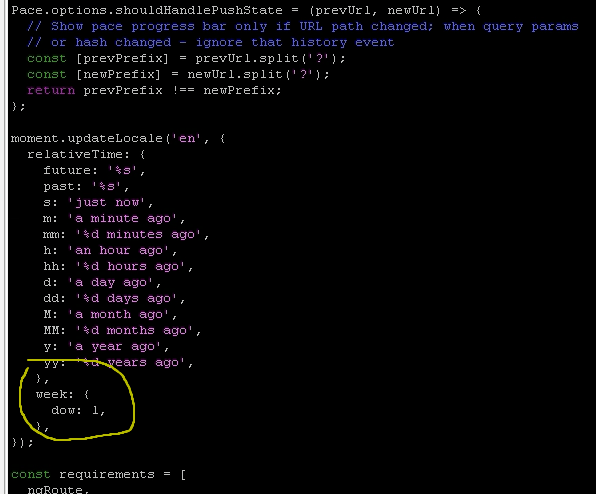 Pace.options.shouldHandlePushState = (prevUrl, newUrl) => {
  // Show pace progress bar only if URL path changed; when query params
  // or hash changed - ignore that history event
  const [prevPrefix] = prevUrl.split('?');
  const [newPrefix] = newUrl.split('?');
  return prevPrefix !== newPrefix;
};

moment.updateLocale('en', {
  relativeTime: {
    future: '%s',
    past: '%s',
    s: 'just now',
    m: 'a minute ago',
    mm: '%d minutes ago',
    h: 'an hour ago',
    hh: '%d hours ago',
    d: 'a day ago',
    dd: '%d days ago',
    M: 'a month ago',
    MM: '%d months ago',
    y: 'a year ago',
    yy: '%d years ago',
   },
   week: {
     dow: 1,
   },
});

const requirements = [
  ngRoute,